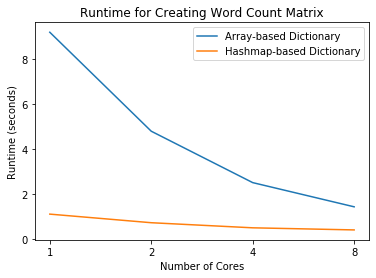 Runtime for Creating Word Count Matrix
Array-based Dictionary
Hashmap-based Dictionary
Runtime (seconds)
8
6
4
2
0
1 2 4 8
Number of Cores